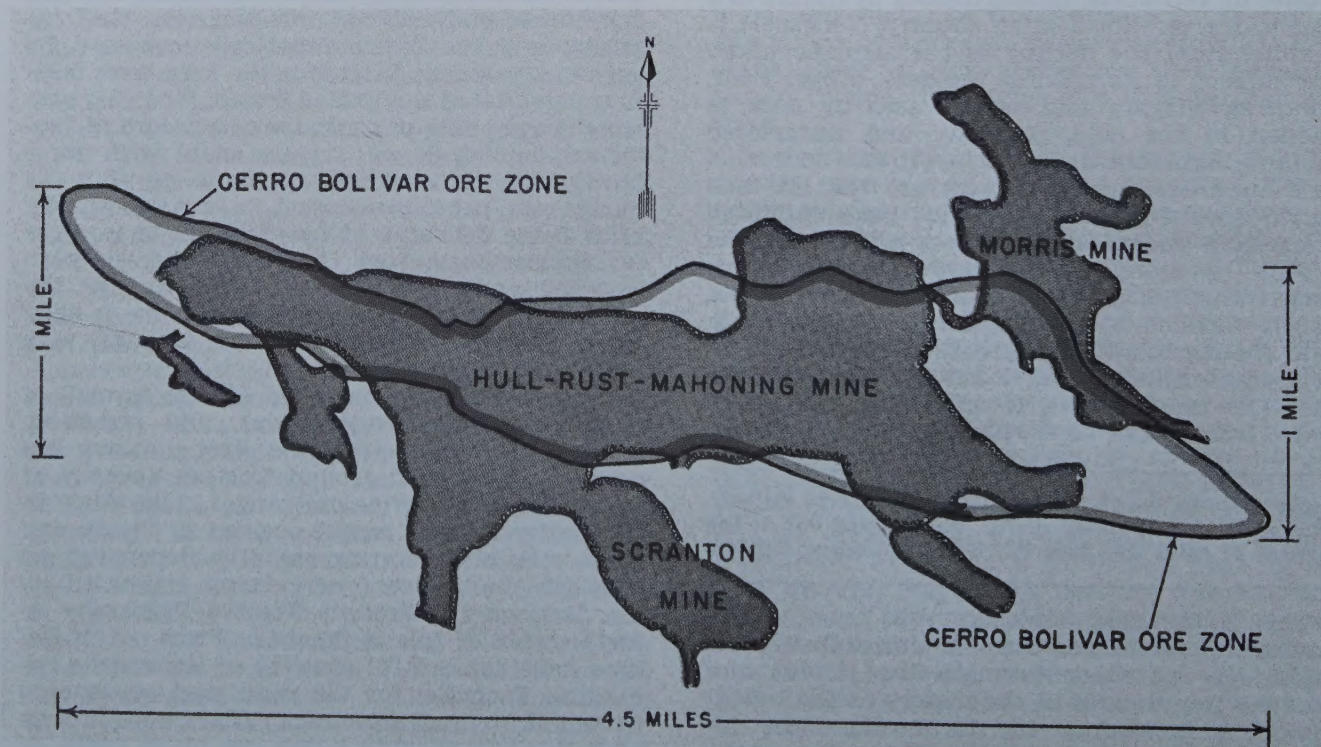 N
CERRO BOLIVAR ORE ZONE
MORRIS MINE
1 MILE
1 MILE
HULL-RUST-MAHONING MINE
SCRANTON
MINE
CERRO BOLIVAR ORE ZONE
4.5 MILES